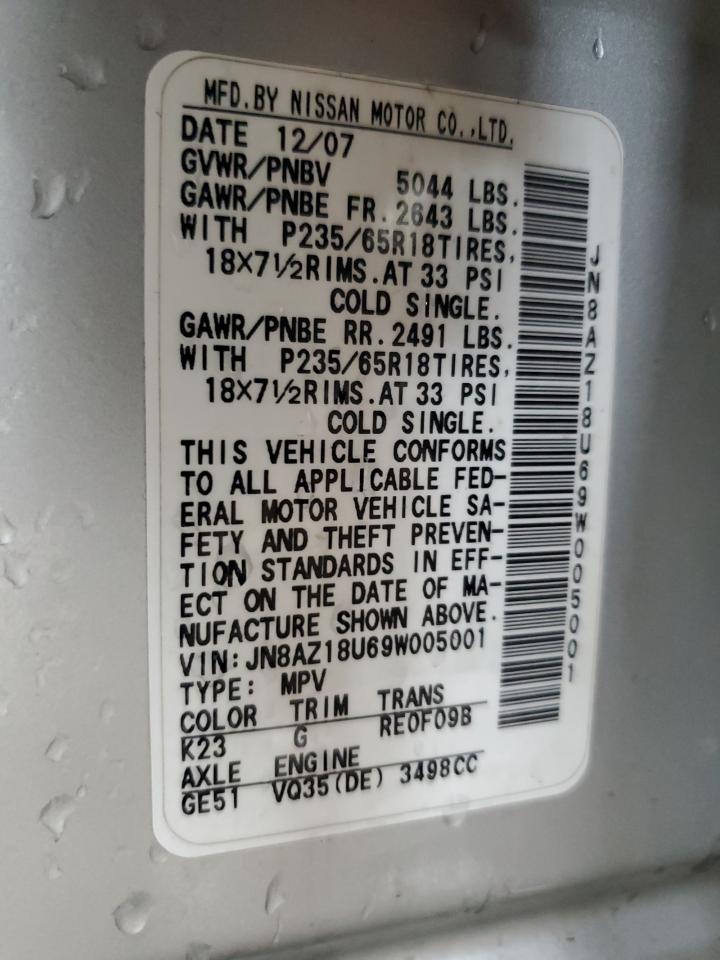 MFD.BY NISSAN MOTOR CO.,LTD.
DATE 12/07
GVWR/PNBV 5044 LBS.
GAWR/PNBE FR.2643 LBS.
WITH P235/65R18TIRES,
18×7½RIMS.AT 33 PSI
COLD SINGLE.
GAWR/PNBE RR.2491 LBS.
WITH P235/65R18TIRES,
18×7½RIMS.AT 33 PSI
COLD SINGLE.
THIS VEHICLE CONFORMS
TO ALL APPLICABLE FED-
ERAL MOTOR VEHICLE SA-
FETY AND THEFT PREVEN-
TION STANDARDS IN EFF-
ECT ON THE DATE OF MA-
NUFACTURE SHOWN ABOVE.
VIN:JN8AZ18U69W005001
TYPE: MPV
COLOR TRIM TRANS
K23 G RE0F09B
AXLE ENGINE
GE51 VQ35(DE) 3498CC
JN8AZ18U69W005001